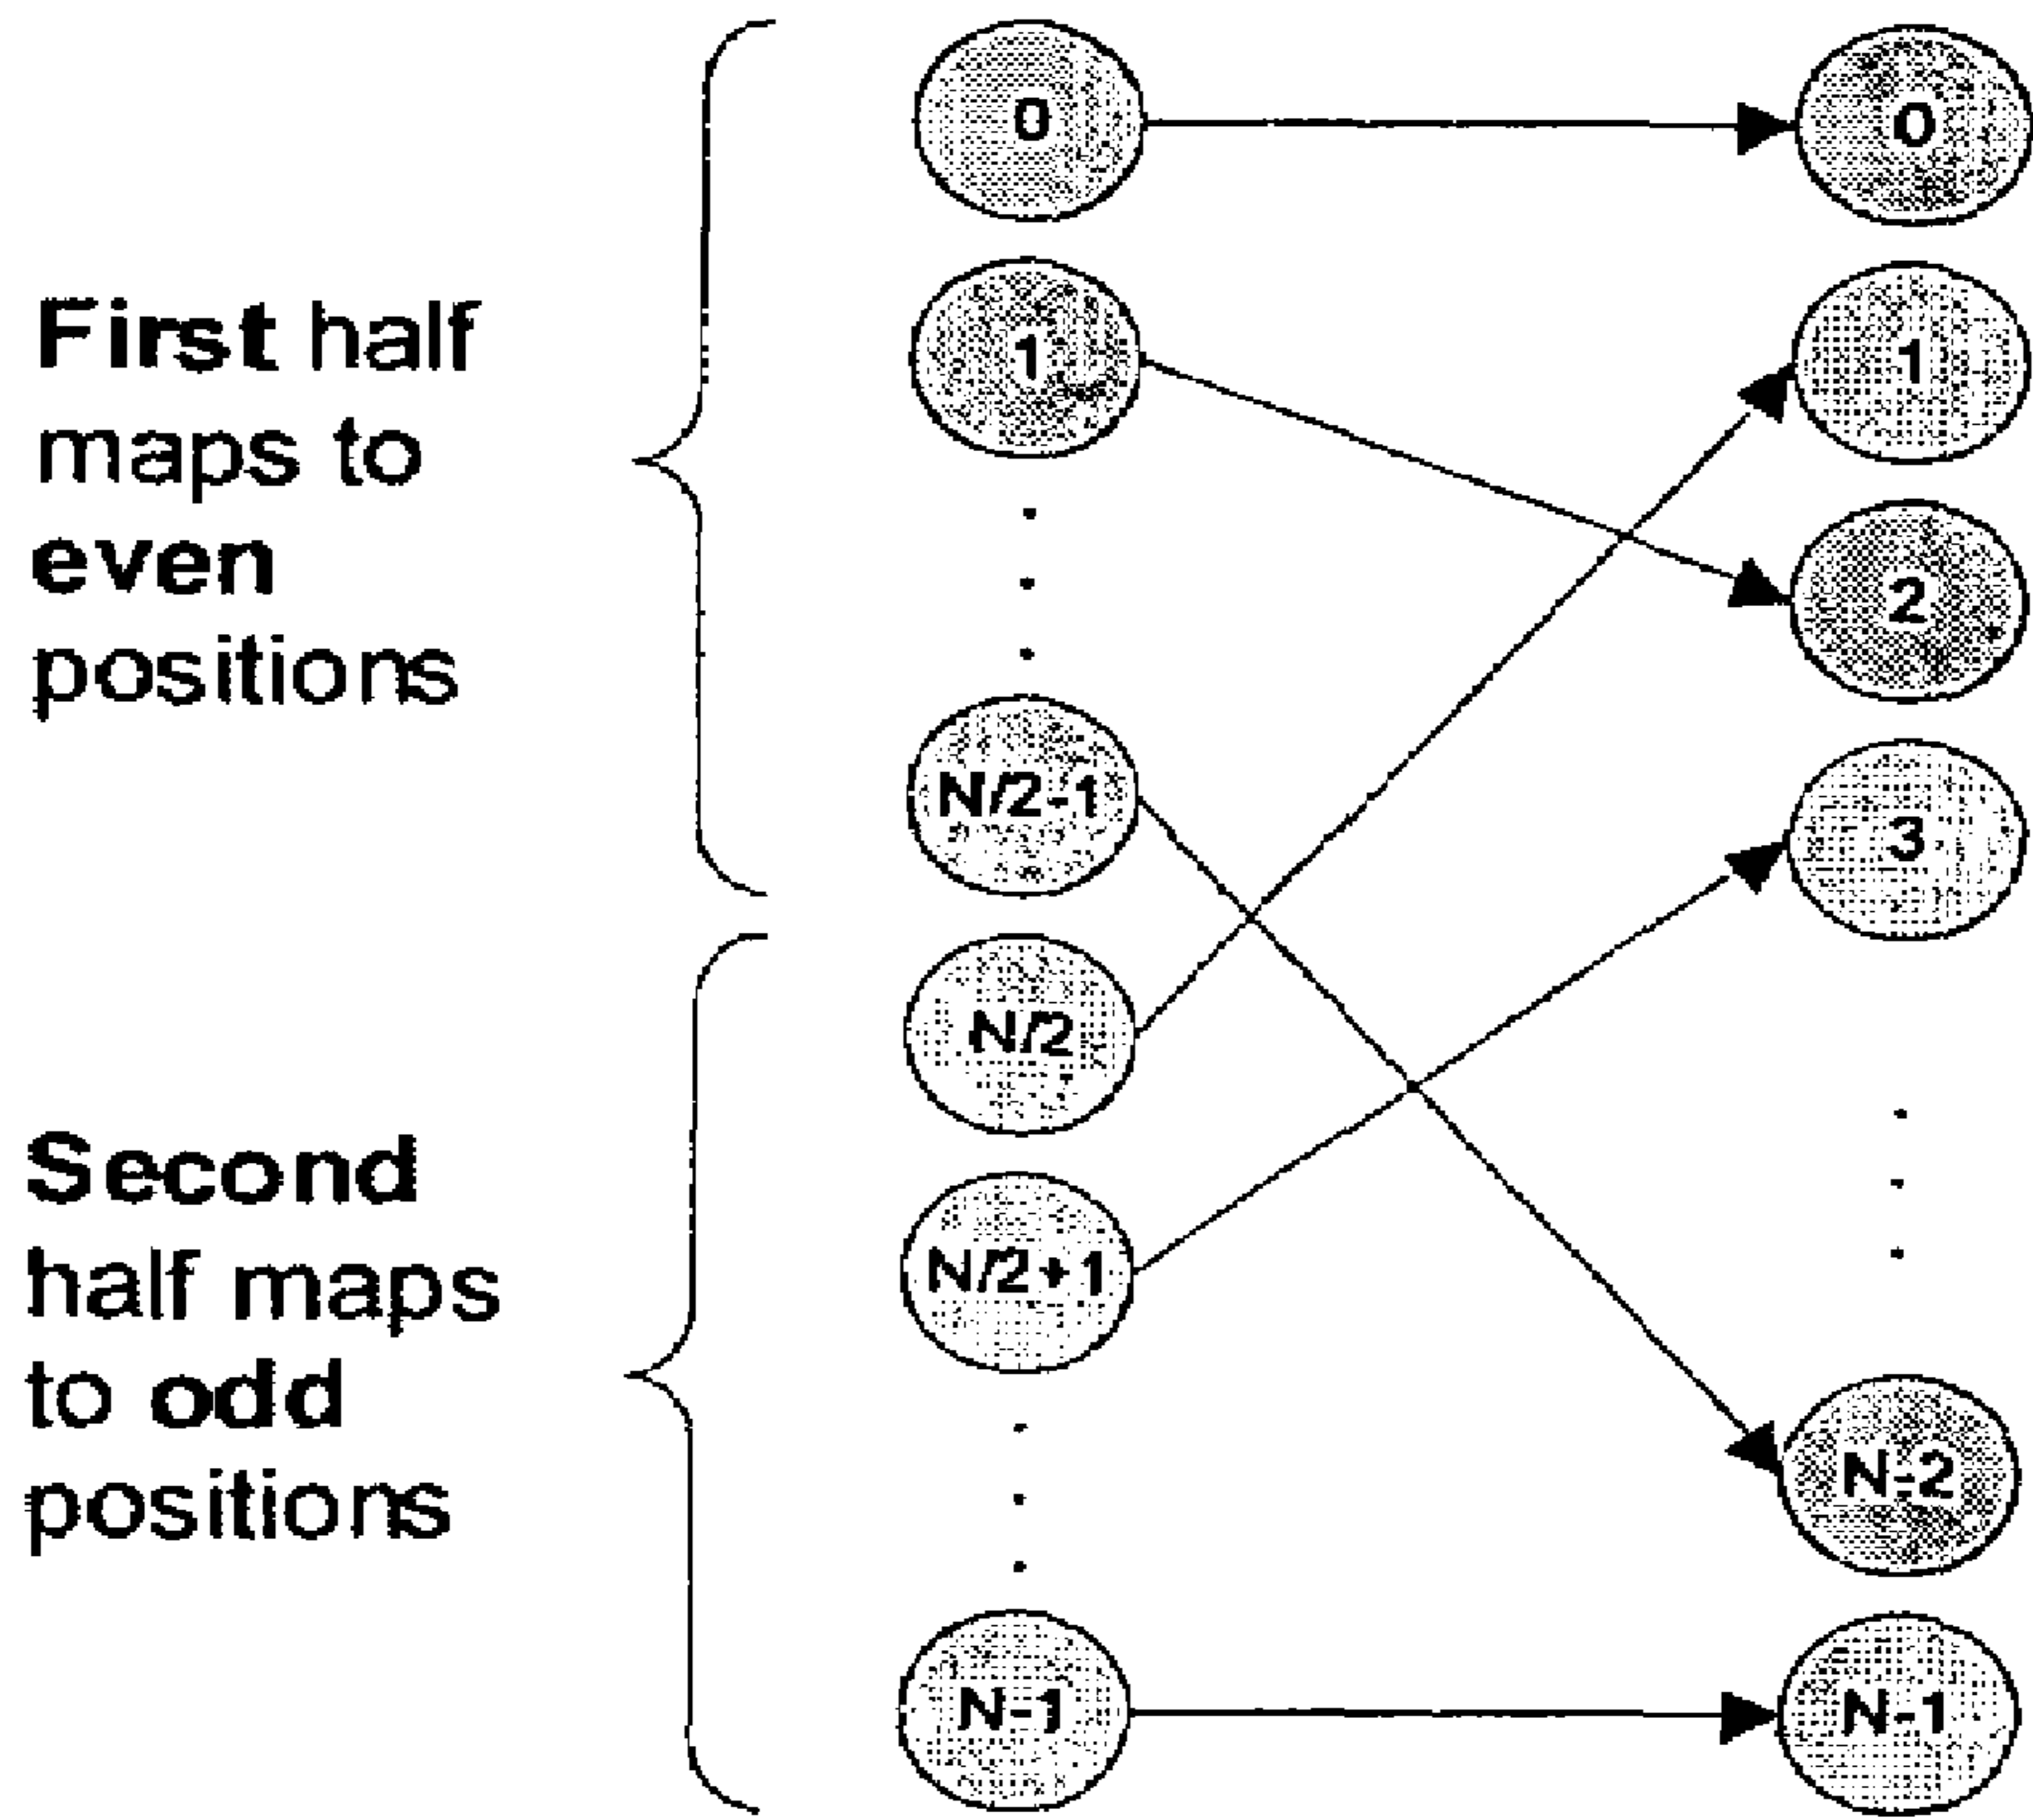 First half
maps to
even
positions
Second
half maps
to odd
positions
0
1
N/2-1
N/2
N/2+1
N-1
0
1
2
3
N-2
N-1